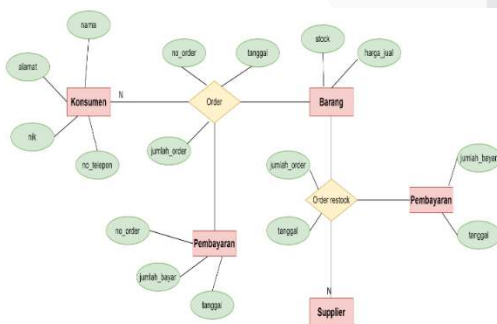 nama
stock
no_order
tanggal
harga_jual
alamat
Konsumen
N
Order
Barang
nik
no_telepon
jumlah_order
jumlah_order
jumlah_bayar
Order restock
Pembayaran
no_order
tanggal
tanggal
Pembayaran
jumlah_bayar
tanggal
N
Supplier